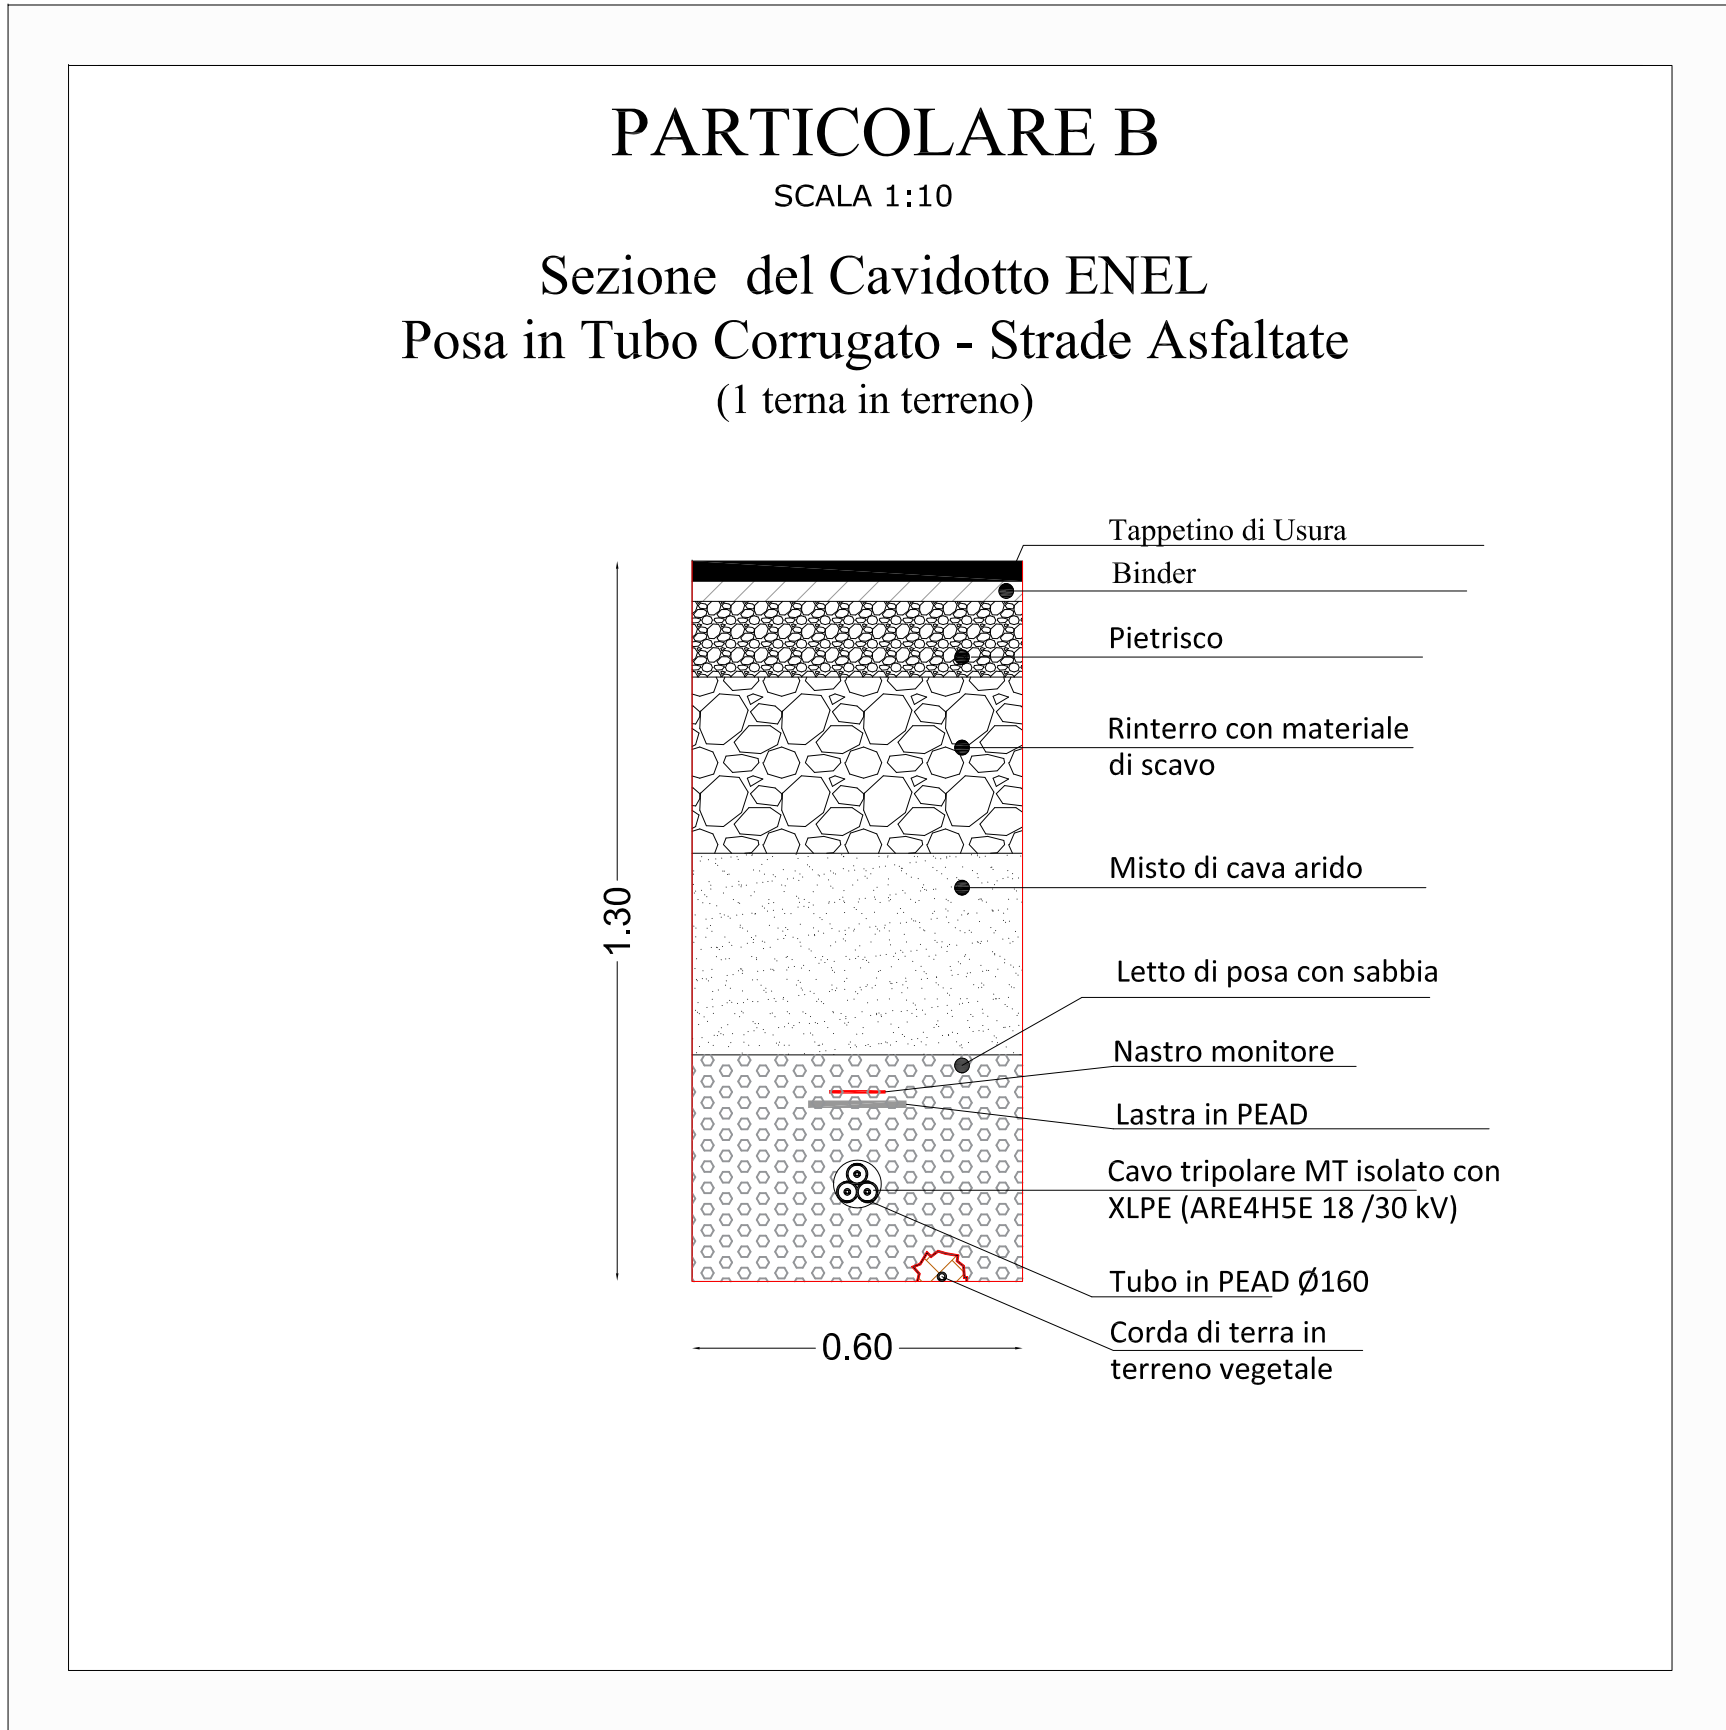 PARTICOLARE B
SCALA 1:10
Sezione del Cavidotto ENEL
Posa in Tubo Corrugato - Strade Asfaltate
(1 terna in terreno)
Tappetino di Usura
Binder
Pietrisco
Rinterro con materiale
di scavo
Misto di cava arido
1.30
Letto di posa con sabbia
Nastro monitore
Lastra in PEAD
Cavo tripolare MT isolato con
XLPE (ARE4H5E 18 /30 kV)
Tubo in PEAD Ø160
Corda di terra in
terreno vegetale
0.60